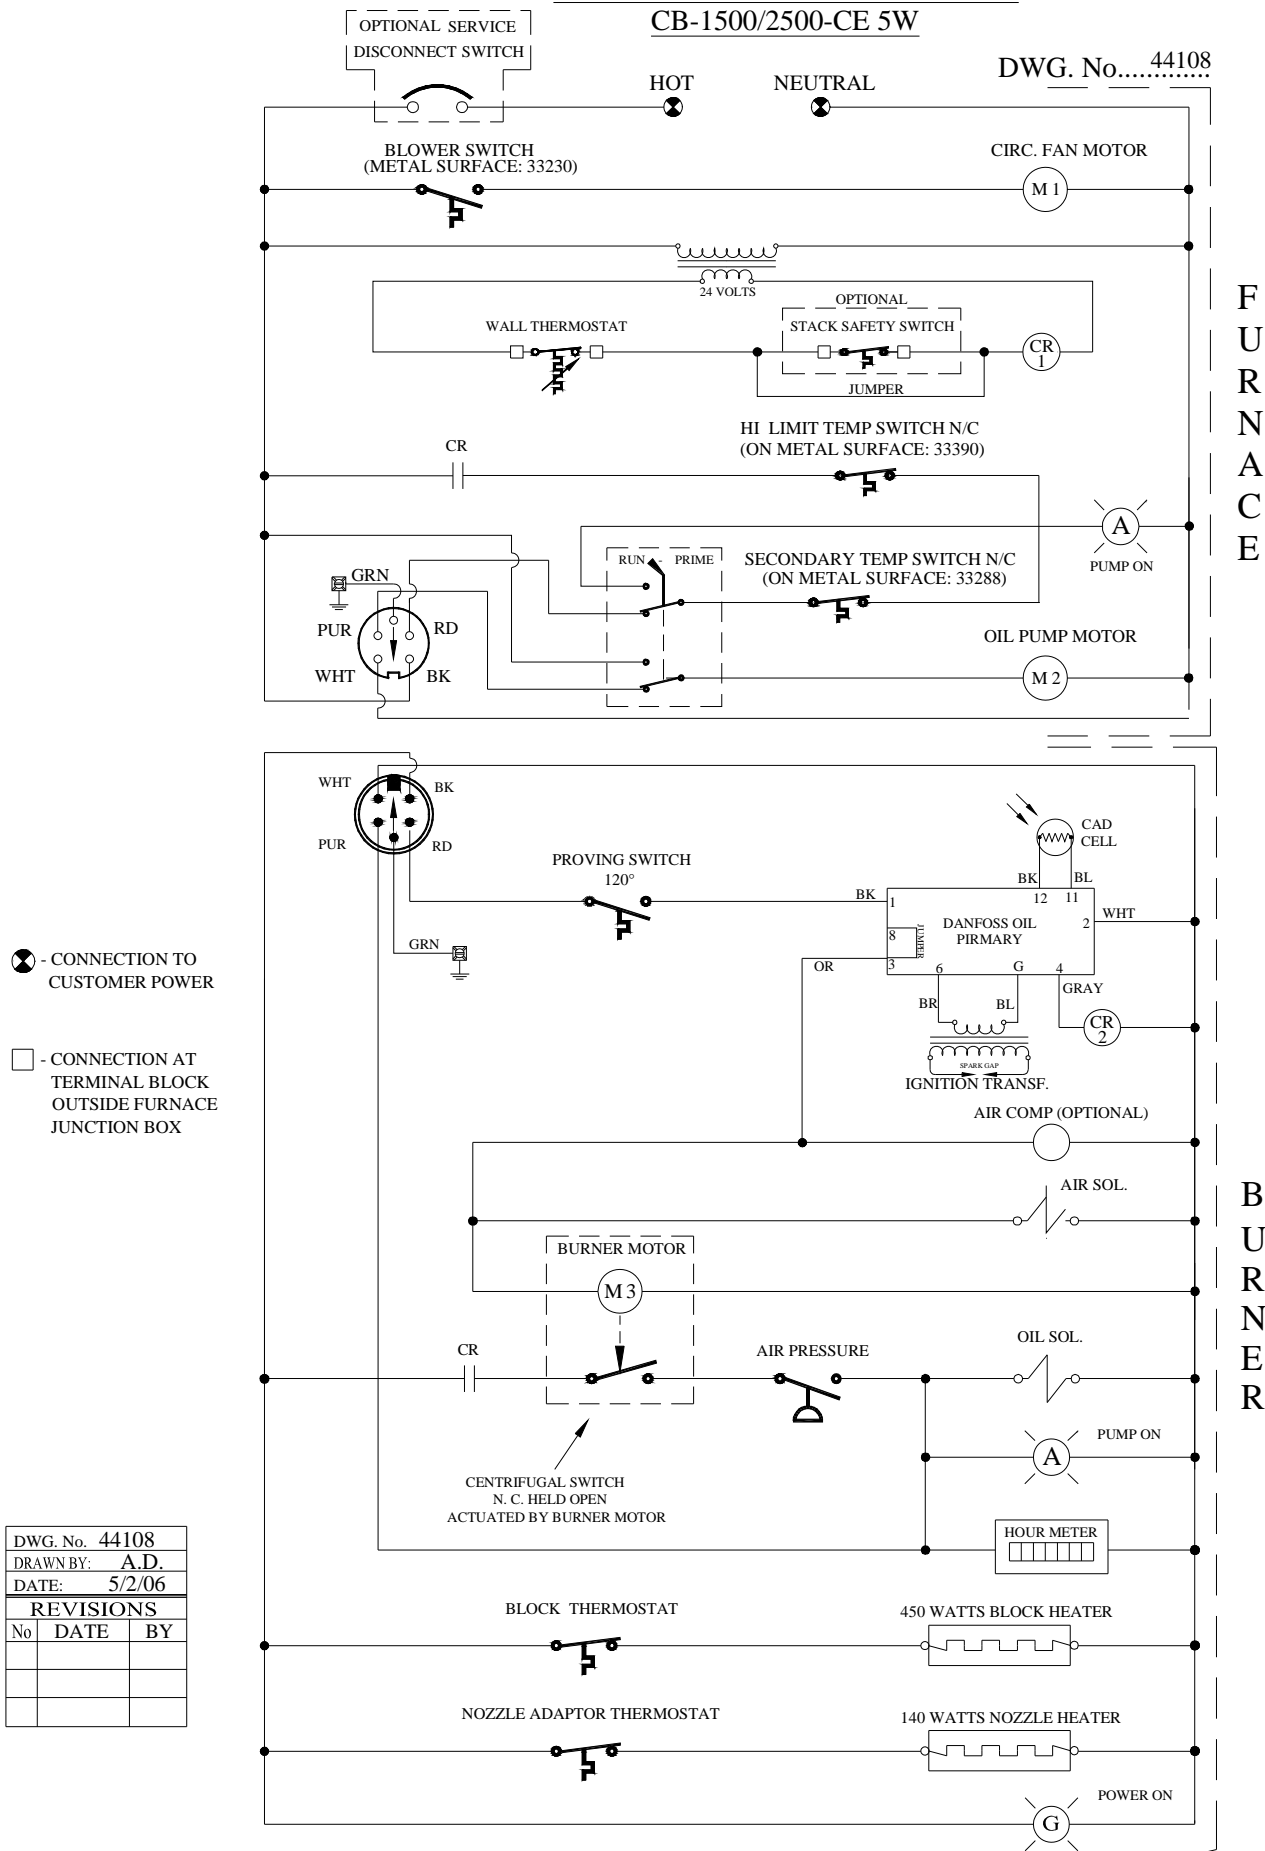 CB-1500/2500-CE 5W
DWG. No............. 44108
OPTIONAL SERVICE
DISCONNECT SWITCH
HOT
NEUTRAL
BLOWER SWITCH
(METAL SURFACE: 33230)
CIRC. FAN MOTOR
M 1
24 VOLTS
WALL THERMOSTAT
OPTIONAL
STACK SAFETY SWITCH
JUMPER
CR
1
HI LIMIT TEMP SWITCH N/C
(ON METAL SURFACE: 33390)
CR
A
PUMP ON
RUN - PRIME
SECONDARY TEMP SWITCH N/C
(ON METAL SURFACE: 33288)
GRN
PUR
RD
WHT
BK
OIL PUMP MOTOR
M 2
FURNACE
WHT
BK
PUR
RD
GRN
PROVING SWITCH
120°
CAD
CELL
BK
BL
BK
1
12
11
2
WHT
DANFOSS OIL
PIRMARY
8
JUMPER
3
OR
6
G
4
BR
BL
GRAY
CR
2
SPARK GAP
IGNITION TRANSF.
AIR COMP (OPTIONAL)
AIR SOL.
BURNER MOTOR
M 3
CR
AIR PRESSURE
OIL SOL.
A
PUMP ON
CENTRIFUGAL SWITCH
N. C. HELD OPEN
ACTUATED BY BURNER MOTOR
HOUR METER
BLOCK THERMOSTAT
450 WATTS BLOCK HEATER
NOZZLE ADAPTOR THERMOSTAT
140 WATTS NOZZLE HEATER
G
POWER ON
BURNER
- CONNECTION TO
CUSTOMER POWER
- CONNECTION AT
TERMINAL BLOCK
OUTSIDE FURNACE
JUNCTION BOX
DWG. No. 44108
DRAWN BY: A.D.
DATE: 5/2/06
REVISIONS
No DATE BY